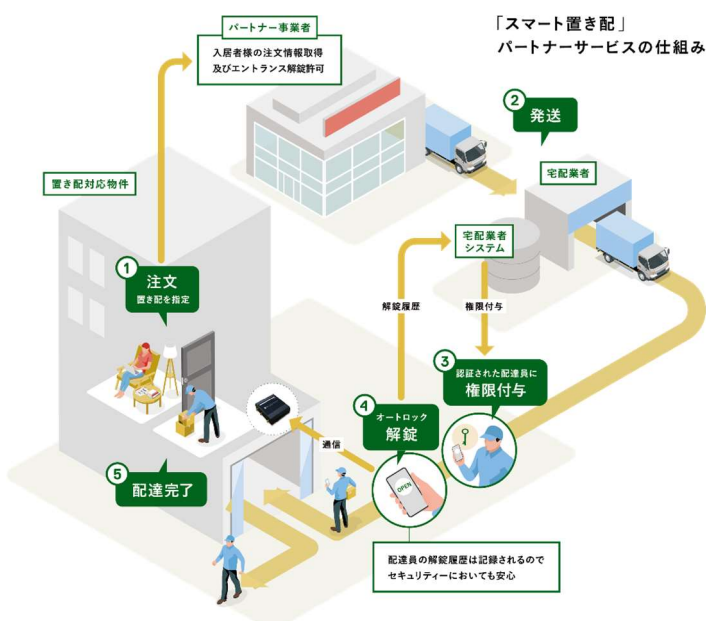 「スマート置き配」
パートナーサービスの仕組み
パートナー事業者
入居者様の注文情報取得
及びエントランス解錠許可
2
発送
宅配業者
置き配対応物件
宅配業者
システム
1
注文
置き配を指定
解錠履歴
権限付与
3
認証された配達員に
権限付与
4
オートロック
解錠
通信
5
配達完了
OPEN
配達員の解錠履歴は記録されるので
セキュリティーにおいても安心